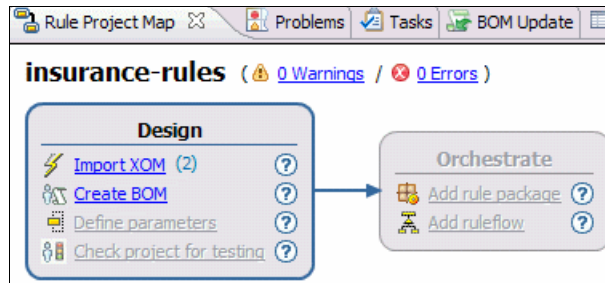 Rule Project Map Problems Tasks BOM Update
insurance-rules ( 0 Warnings / 0 Errors )
Design
Import XOM (2) ?
Create BOM ?
Define parameters ?
Check project for testing ?
Orchestrate
Add rule package ?
Add ruleflow ?